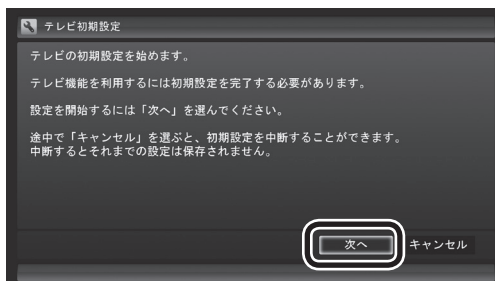 テレビ初期設定
テレビの初期設定を始めます。
テレビ機能を利用するには初期設定を完了する必要があります。
設定を開始するには「次へ」を選んでください。
途中で「キャンセル」を選ぶと、初期設定を中断することができます。
中断するとそれまでの設定は保存されません。
次へ キャンセル